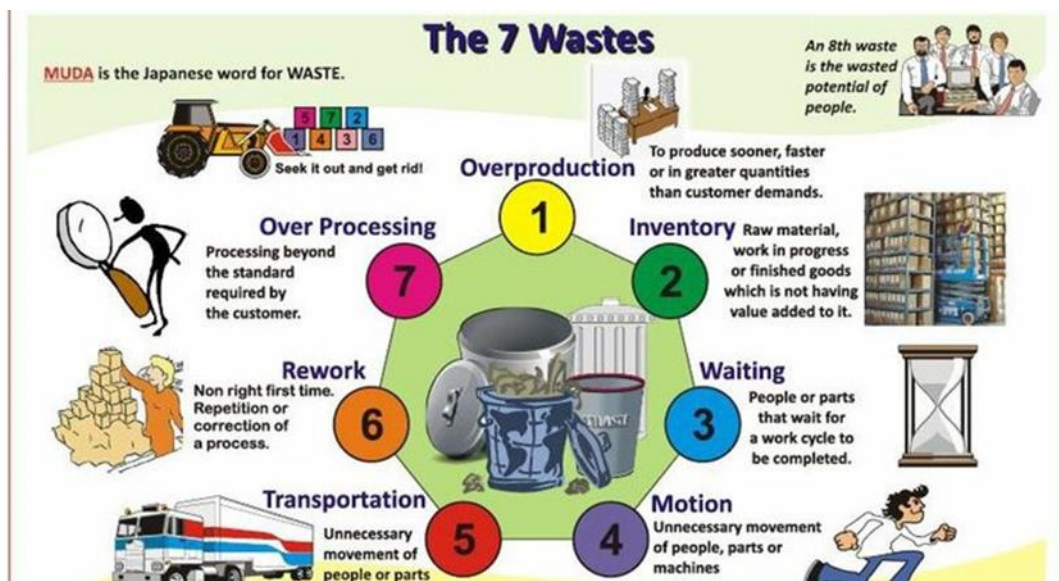 The 7 Wastes
MUDA is the Japanese word for WASTE.
An 8th waste
is the wasted
potential of
people.
5 7 2
1 4 3 6
Seek it out and get rid!
Overproduction
To produce sooner, faster
or in greater quantities
than customer demands.
1
Inventory
Raw material,
work in progress
or finished goods
which is not having
value added to it.
2
Waiting
People or parts
that wait for
a work cycle to
be completed.
3
Motion
Unnecessary movement
of people, parts or
machines
4
Transportation
Unnecessary
movement of
people or parts
5
Rework
Non right first time.
Repetition or
correction of
a process.
6
Over Processing
Processing beyond
the standard
required by
the customer.
7